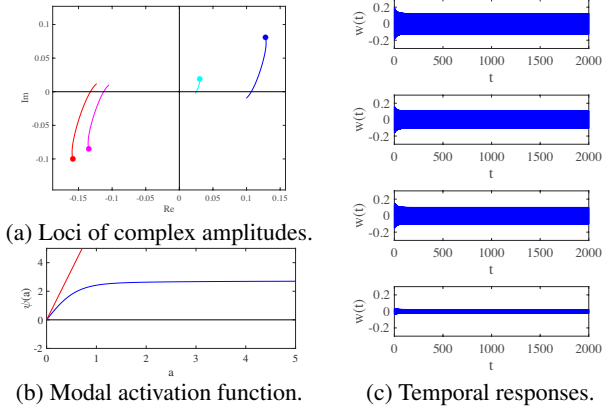 0.1
0.05
0
-0.05
-0.1
Im
-0.15 -0.1 -0.05 0 0.05 0.1 0.15
Re
(a) Loci of complex amplitudes.
4
2
0
-2
ψ(a)
0 1 2 3 4 5
a
(b) Modal activation function.
0.2
0
-0.2
w(t)
0 500 1000 1500 2000
t
0.2
0
-0.2
w(t)
0 500 1000 1500 2000
t
0.2
0
-0.2
w(t)
0 500 1000 1500 2000
t
0.2
0
-0.2
w(t)
0 500 1000 1500 2000
t
(c) Temporal responses.